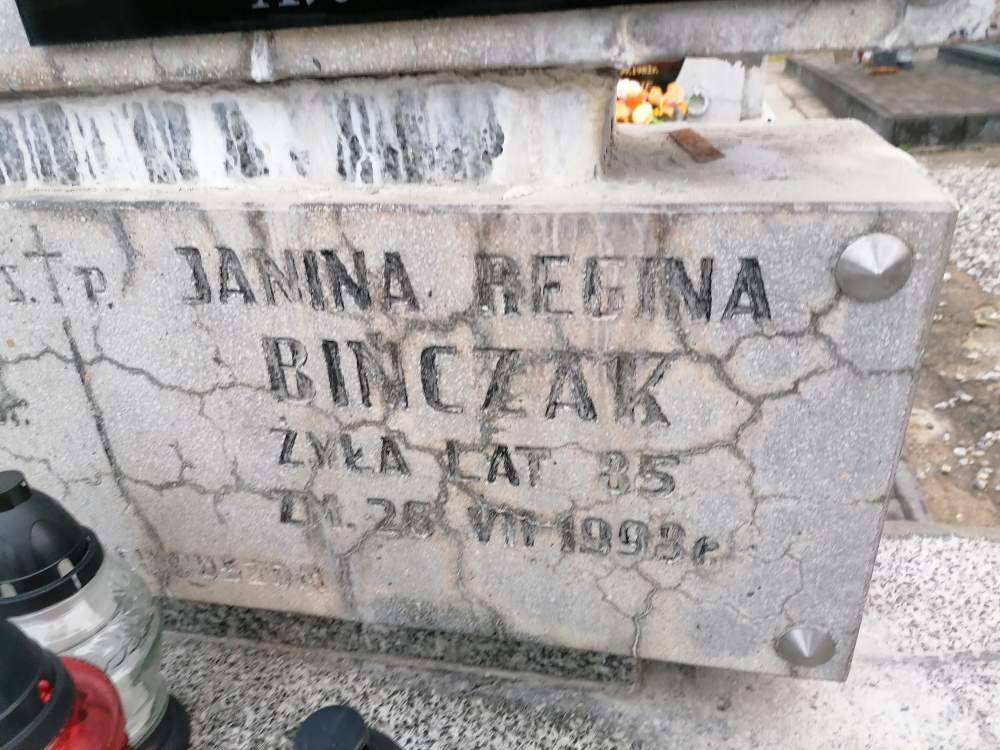 Ś. † P.
JANINA REGINA
BIŃCZAK
ŻYŁA LAT 85
ZM. 28 VII 1998 r.